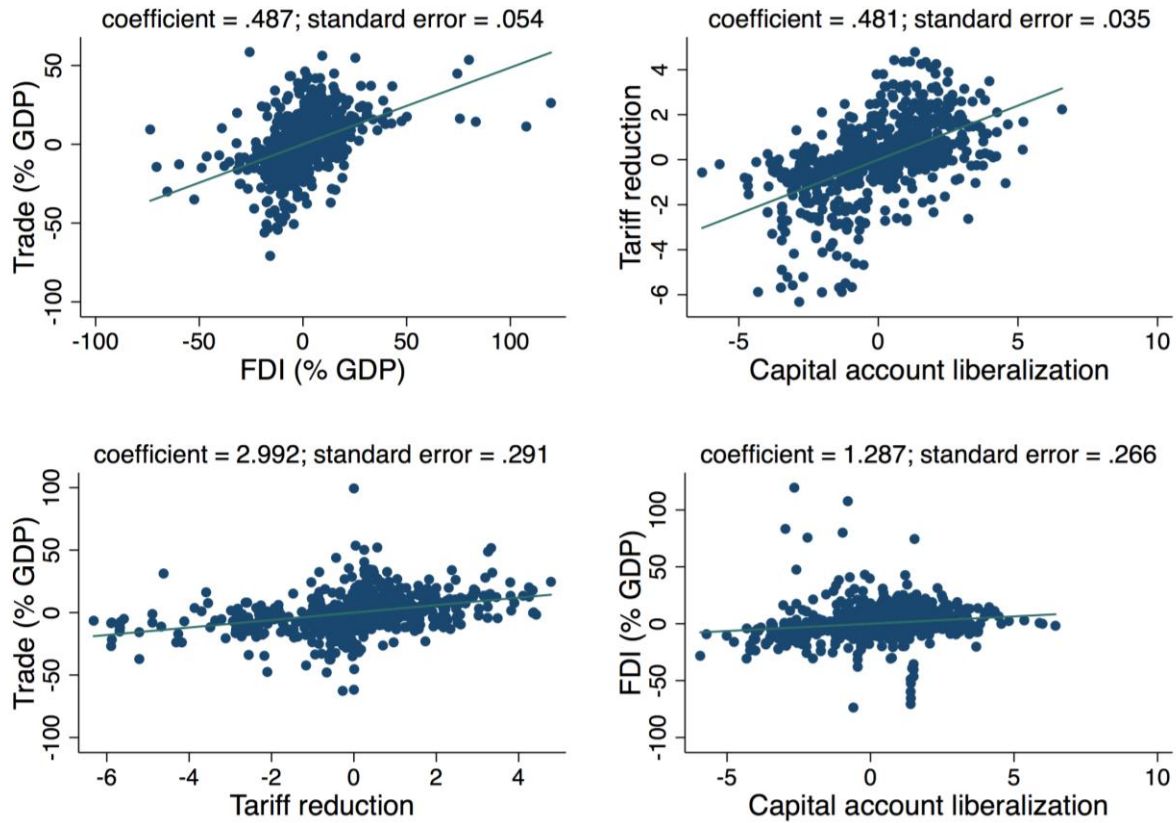 coefficient = .487; standard error = .054
Trade (% GDP)
50
0
-50
-100
-100 -50 0 50 100
FDI (% GDP)
coefficient = .481; standard error = .035
Tariff reduction
4
2
0
-2
-4
-6
-5 0 5 10
Capital account liberalization
coefficient = 2.992; standard error = .291
Trade (% GDP)
100
50
0
-50
-100
-6 -4 -2 0 2 4
Tariff reduction
coefficient = 1.287; standard error = .266
FDI (% GDP)
100
50
0
-50
-100
-5 0 5 10
Capital account liberalization